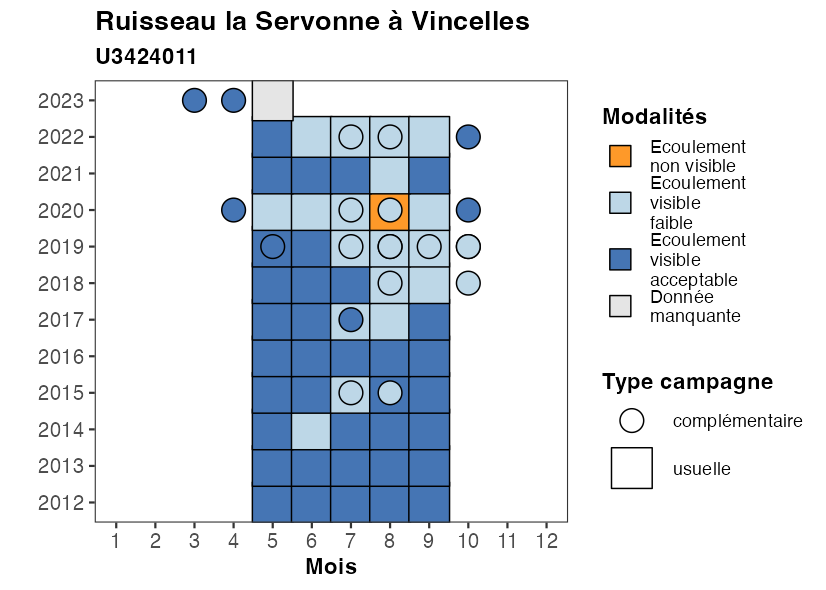 Ruisseau la Servonne à Vincelles
U3424011
2023
2022
2021
2020
2019
2018
2017
2016
2015
2014
2013
2012
1 2 3 4 5 6 7 8 9 10 11 12
Mois
Modalités
Ecoulement
non visible
Ecoulement
visible
faible
Ecoulement
visible
acceptable
Donnée
manquante
Type campagne
complémentaire
usuelle